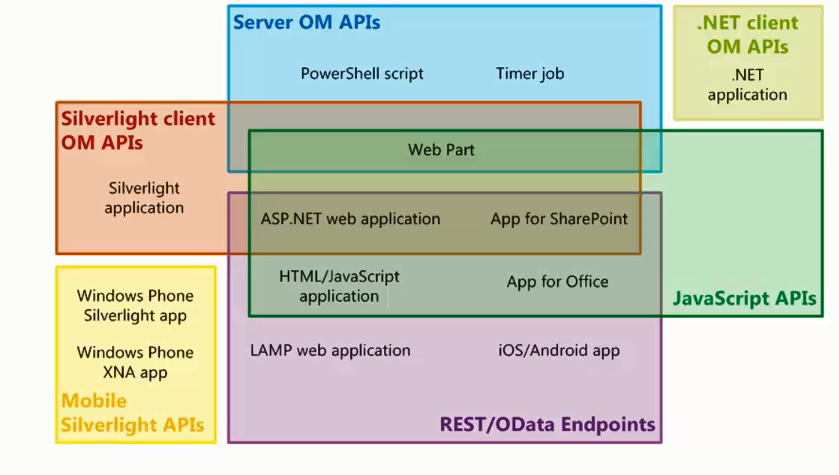 Server OM APIs
PowerShell script
Timer job
.NET client
OM APIs
.NET
application
Silverlight client
OM APIs
Silverlight
application
Web Part
ASP.NET web application
App for SharePoint
HTML/JavaScript
application
App for Office
JavaScript APIs
Windows Phone
Silverlight app
Windows Phone
XNA app
Mobile
Silverlight APIs
LAMP web application
iOS/Android app
REST/OData Endpoints